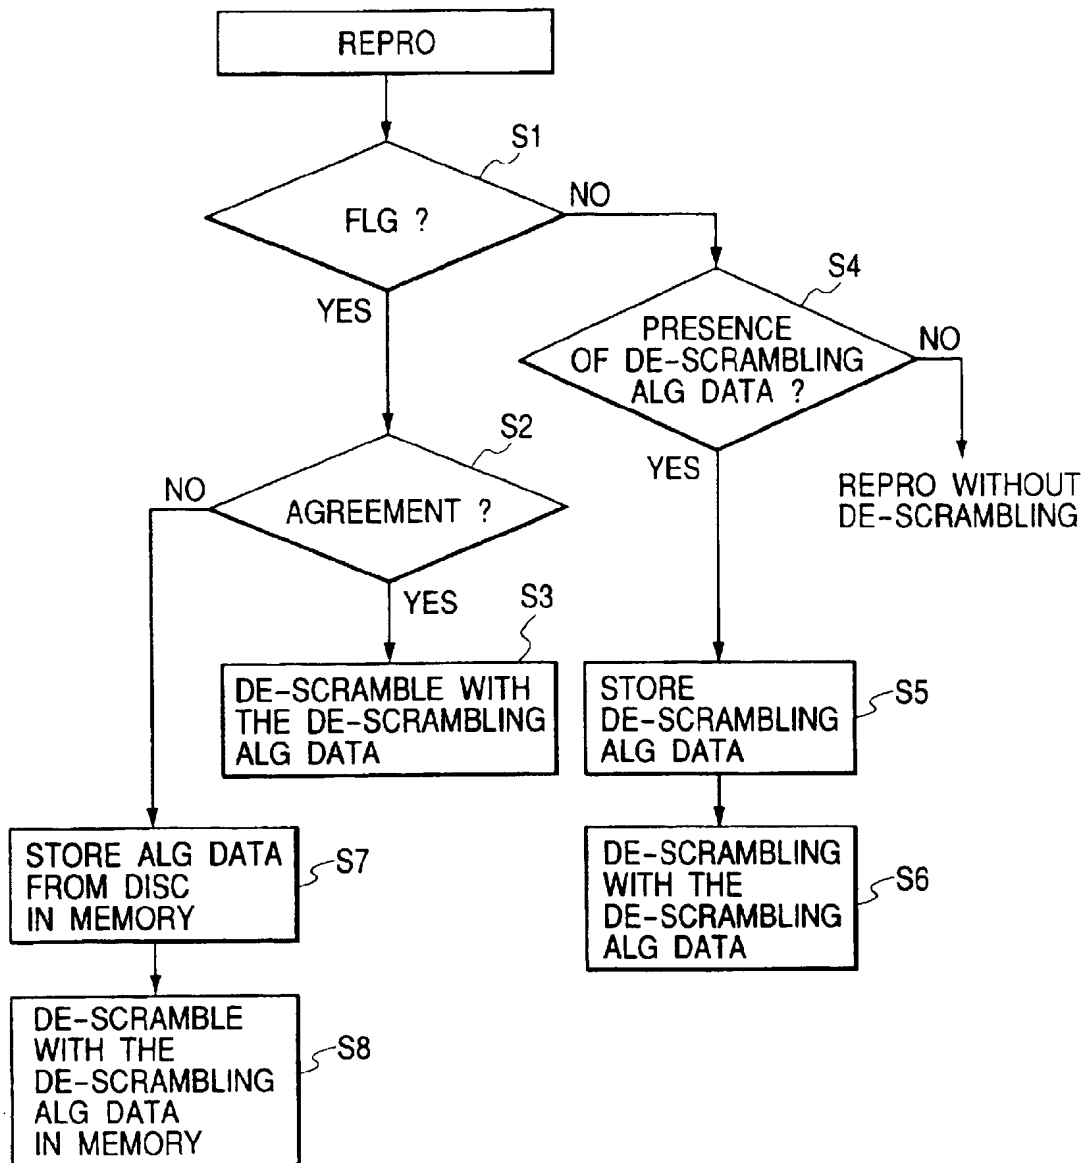 REPRO
S1
FLG ?
NO
YES
S4
PRESENCE
OF DE-SCRAMBLING
ALG DATA ?
NO
YES
REPRO WITHOUT
DE-SCRAMBLING
S2
AGREEMENT ?
NO
YES
S3
DE-SCRAMBLE WITH
THE DE-SCRAMBLING
ALG DATA
STORE
DE-SCRAMBLING
ALG DATA
S5
DE-SCRAMBLING
WITH THE
DE-SCRAMBLING
ALG DATA
S6
STORE ALG DATA
FROM DISC
IN MEMORY
S7
DE-SCRAMBLE
WITH THE
DE-SCRAMBLING
ALG DATA
IN MEMORY
S8